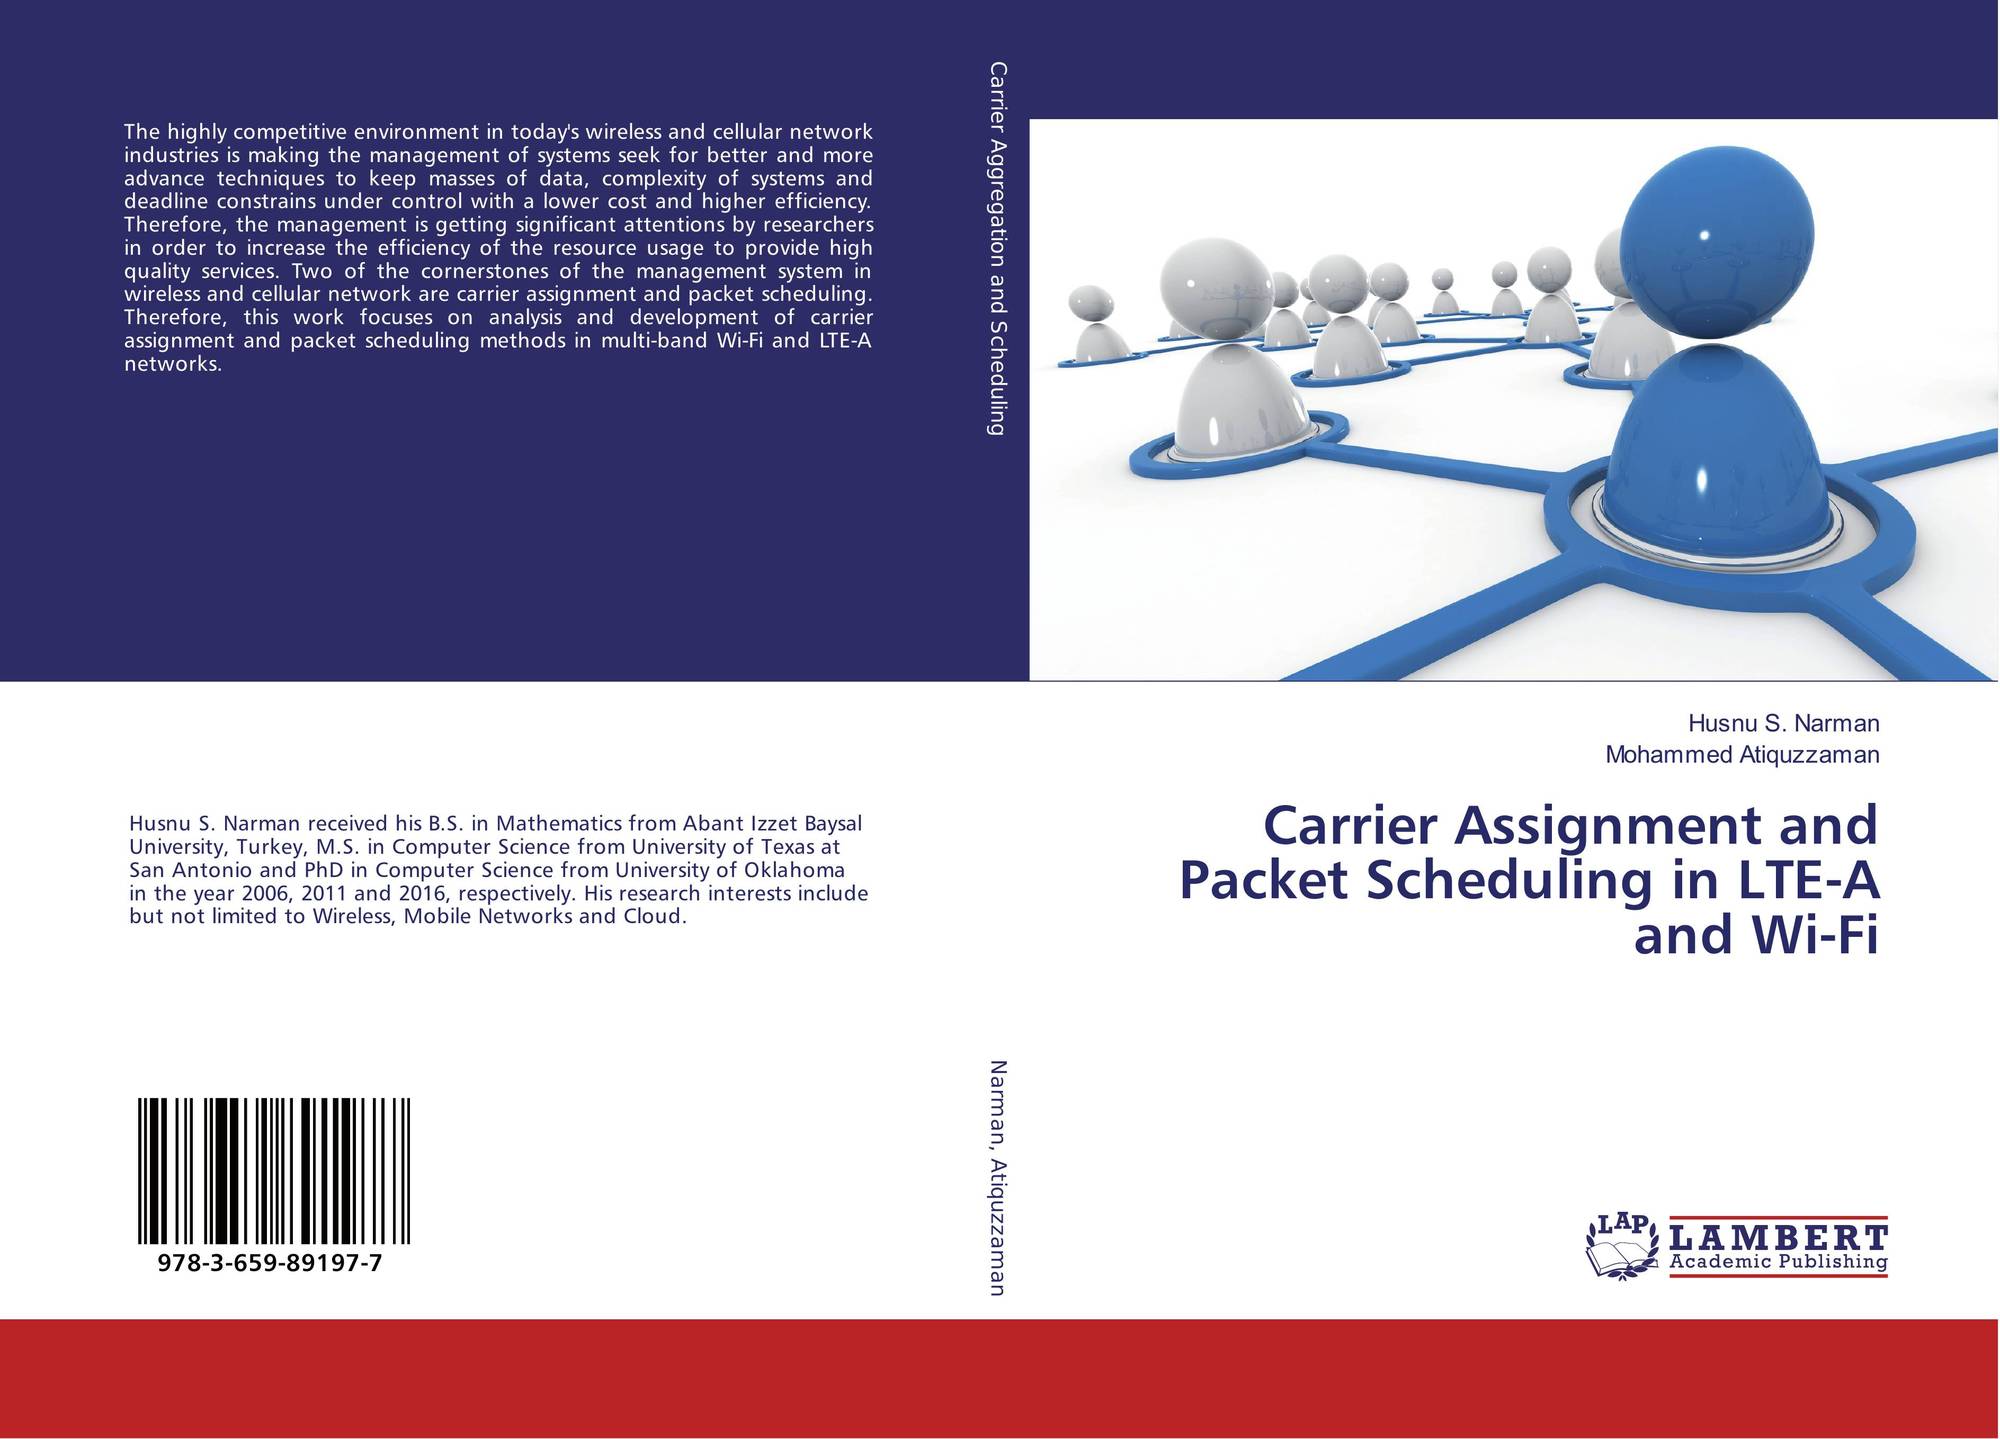 The highly competitive environment in today's wireless and cellular network
industries is making the management of systems seek for better and more
advance techniques to keep masses of data, complexity of systems and
deadline constrains under control with a lower cost and higher efficiency.
Therefore, the management is getting significant attentions by researchers
in order to increase the efficiency of the resource usage to provide high
quality services. Two of the cornerstones of the management system in
wireless and cellular network are carrier assignment and packet scheduling.
Therefore, this work focuses on analysis and development of carrier
assignment and packet scheduling methods in multi-band Wi-Fi and LTE-A
networks.
Husnu S. Narman received his B.S. in Mathematics from Abant Izzet Baysal
University, Turkey, M.S. in Computer Science from University of Texas at
San Antonio and PhD in Computer Science from University of Oklahoma
in the year 2006, 2011 and 2016, respectively. His research interests include
but not limited to Wireless, Mobile Networks and Cloud.
978-3-659-89197-7
Carrier Aggregation and Scheduling
Narman, Atiquzzaman
Husnu S. Narman
Mohammed Atiquzzaman
Carrier Assignment and
Packet Scheduling in LTE-A
and Wi-Fi
LAP
LAMBERT
Academic Publishing